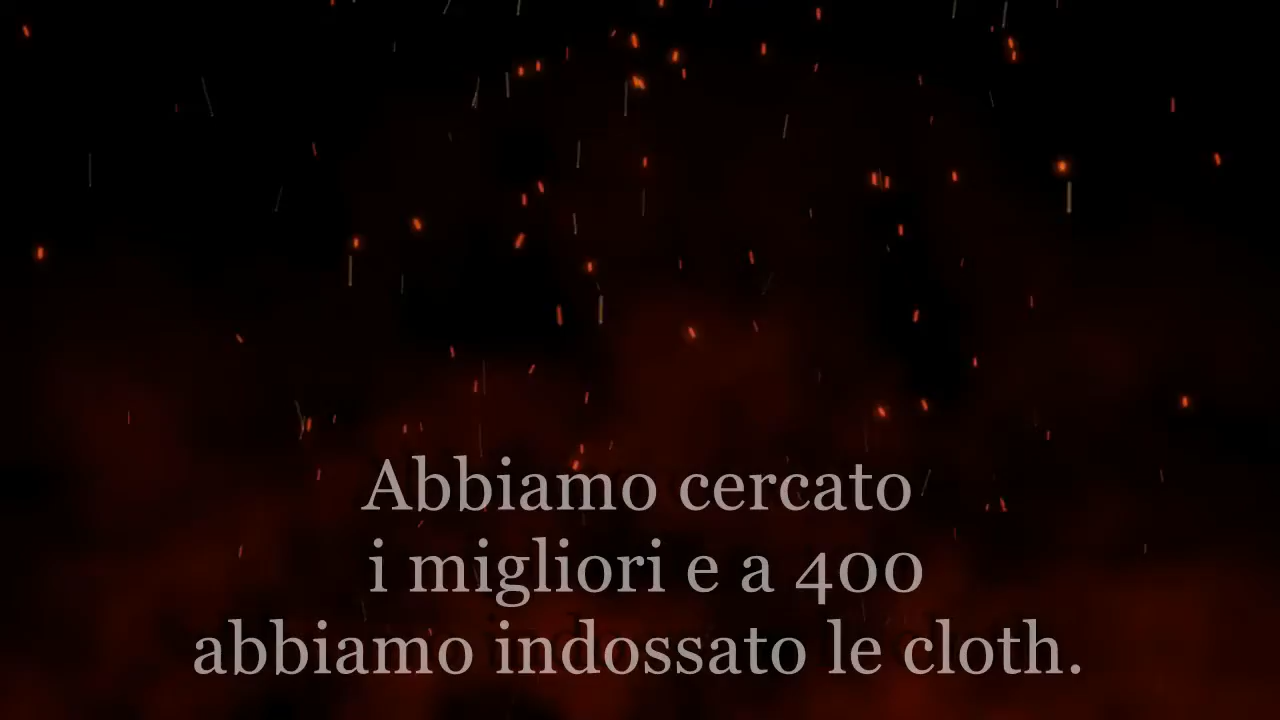 Abbiamo cercato
i migliori e a 400
abbiamo indossato le cloth.